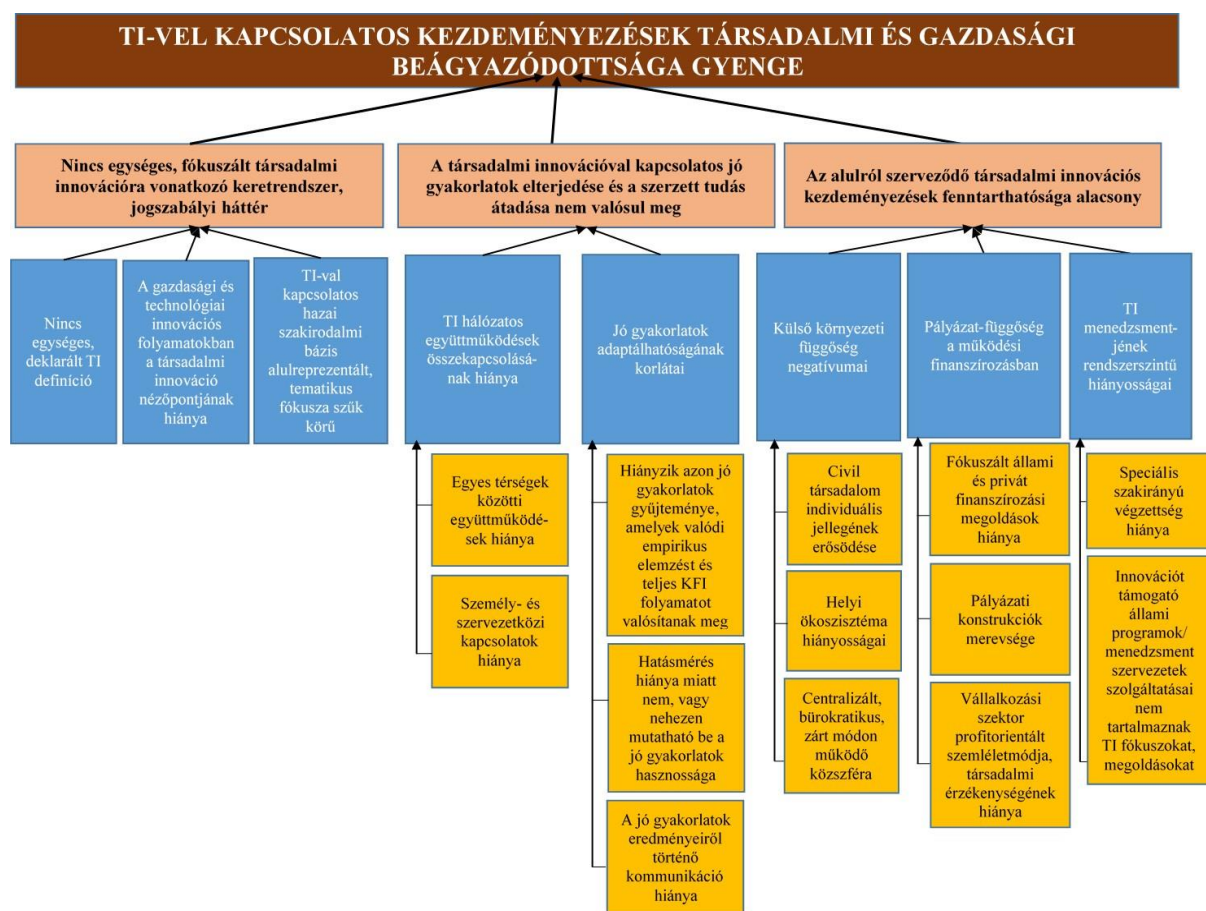 TI-VEL KAPCSOLATOS KEZDEMÉNYEZÉSEK TÁRSADALMI ÉS GAZDASÁGI
BEÁGYAZÓDOTTSÁGA GYENGE
Nincs egységes, fókuszált társadalmi
innovációra vonatkozó keretrendszer,
jogszabályi háttér
A társadalmi innovációval kapcsolatos jó
gyakorlatok elterjedése és a szerzett tudás
átadása nem valósul meg
Az alulról szerveződő társadalmi innovációs
kezdeményezések fenntarthatósága alacsony
Nincs
egységes,
deklarált TI
definíció
A gazdasági és
technológiai
innovációs
folyamatokban
a társadalmi
innováció
nézőpontjának
hiánya
TI-val
kapcsolatos
hazai
szakirodalmi
bázis
alulreprezentált,
tematikus
fókusza szűk
körű
TI hálózatos
együttműködések
összekapcsolásá-
nak hiánya
Jó gyakorlatok
adaptálhatóságának
korlátai
Külső környezeti
függőség
negatívumai
Pályázat-függőség
a működési
finanszírozásban
TI
menedzsment-
jének
rendszerszintű
hiányosságai
Egyes térségek
közötti
együttműködé-
sek hiánya
Személy- és
szervezetközi
kapcsolatok
hiánya
Hiányzik azon jó
gyakorlatok
gyűjteménye,
amelyek valódi
empirikus
elemzést és
teljes KFI
folyamatot
valósítanak meg
Hatásmérés
hiánya miatt
nem, vagy
nehezen
mutatható be a
jó gyakorlatok
hasznossága
A jó gyakorlatok
eredményeiről
történő
kommunikáció
hiánya
Civil
társadalom
individuális
jellegének
erősödése
Helyi
ökoszisztéma
hiányosságai
Centralizált,
bürokratikus,
zárt módon
működő
közszféra
Fókuszált állami
és privát
finanszírozási
megoldások
hiánya
Pályázati
konstrukciók
merevsége
Vállalkozási
szektor
profitorientált
szemléletmódja,
társadalmi
érzékenységének
hiánya
Speciális
szakirányú
végzettség
hiánya
Innovációt
támogató
állami
programok/
menedzsment
szervezetek
szolgáltatásai
nem
tartalmaznak
TI fókuszokat,
megoldásokat